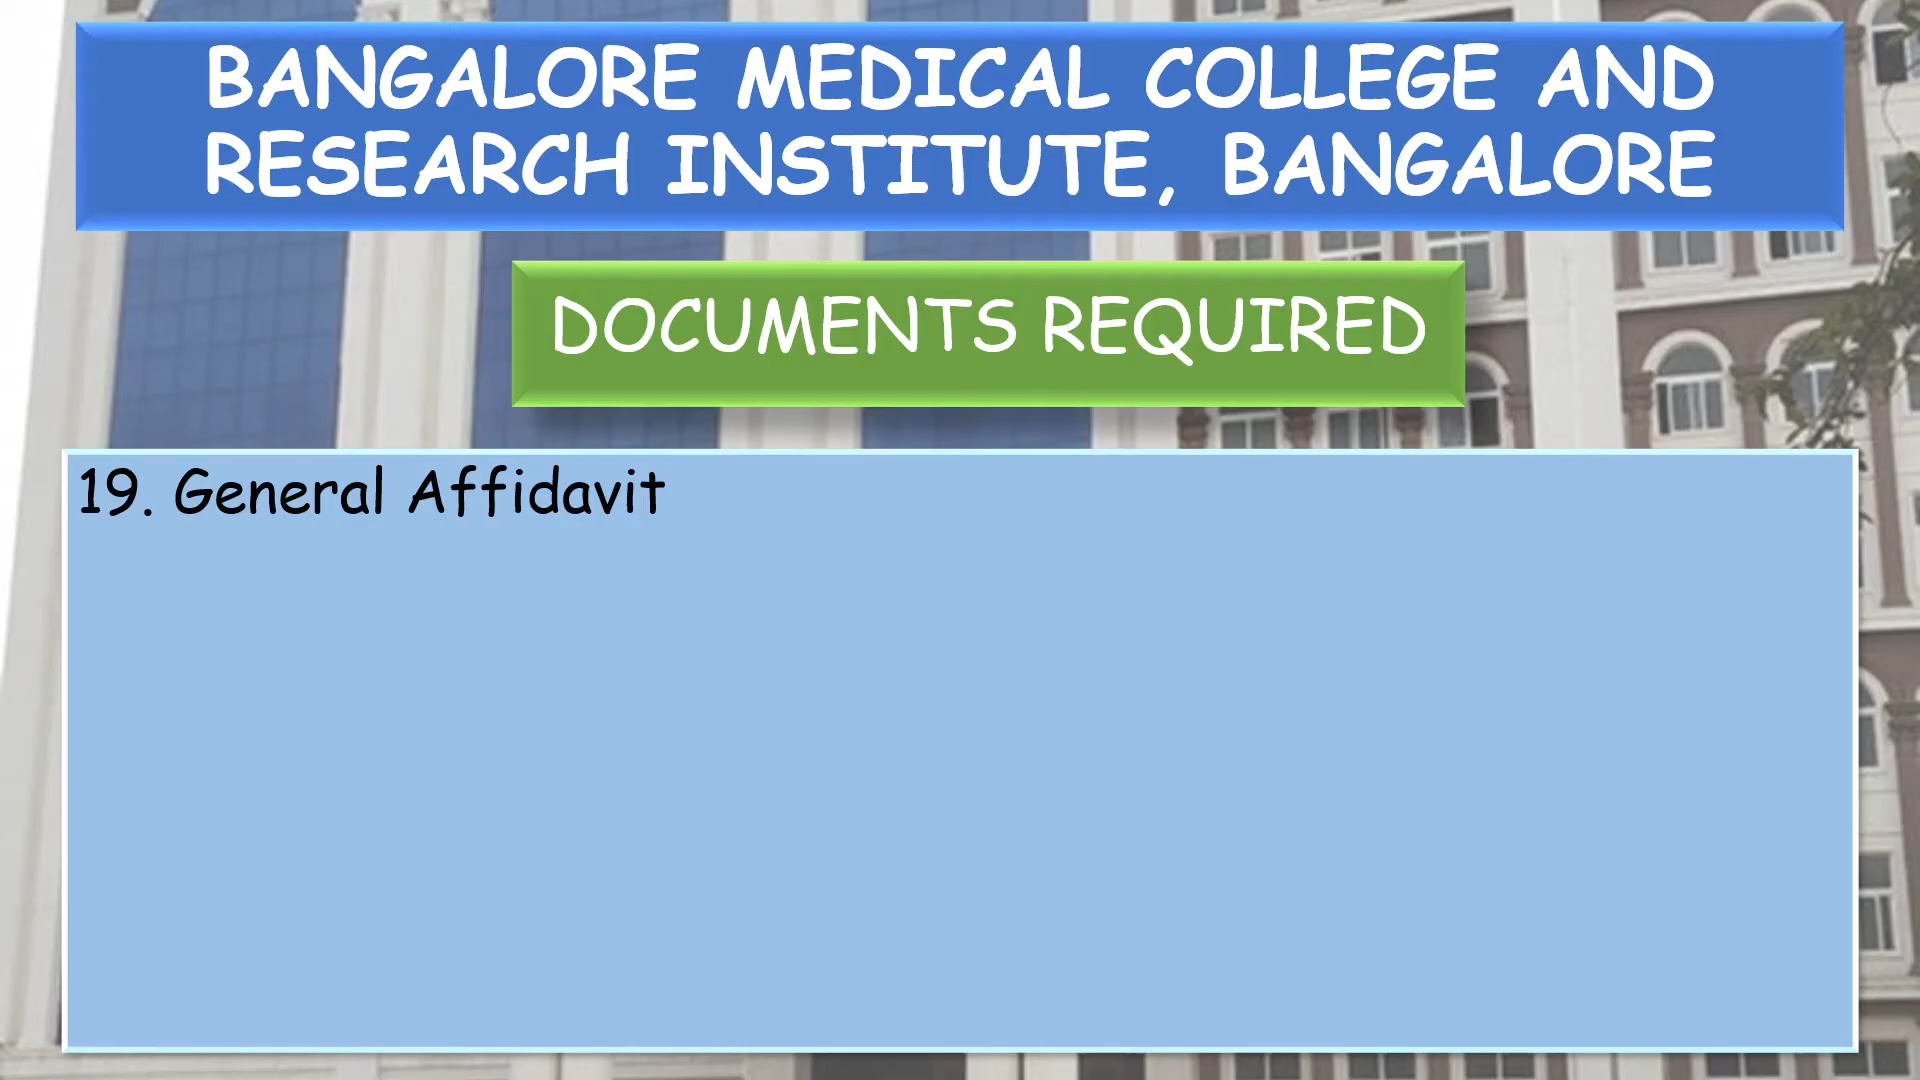 BANGALORE MEDICAL COLLEGE AND
RESEARCH INSTITUTE, BANGALORE
DOCUMENTS REQUIRED
19. General Affidavit